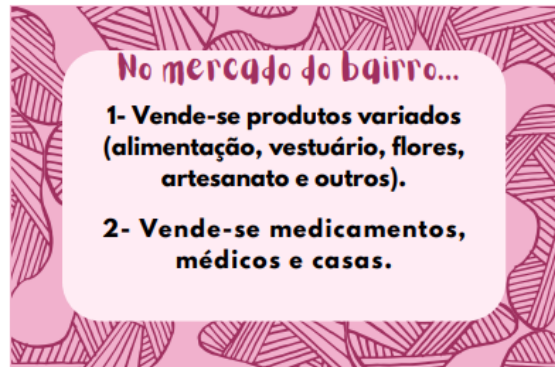 No mercado do bairro...
1- Vende-se produtos variados
(alimentação, vestuário, flores,
artesanato e outros).
2- Vende-se medicamentos,
médicos e casas.